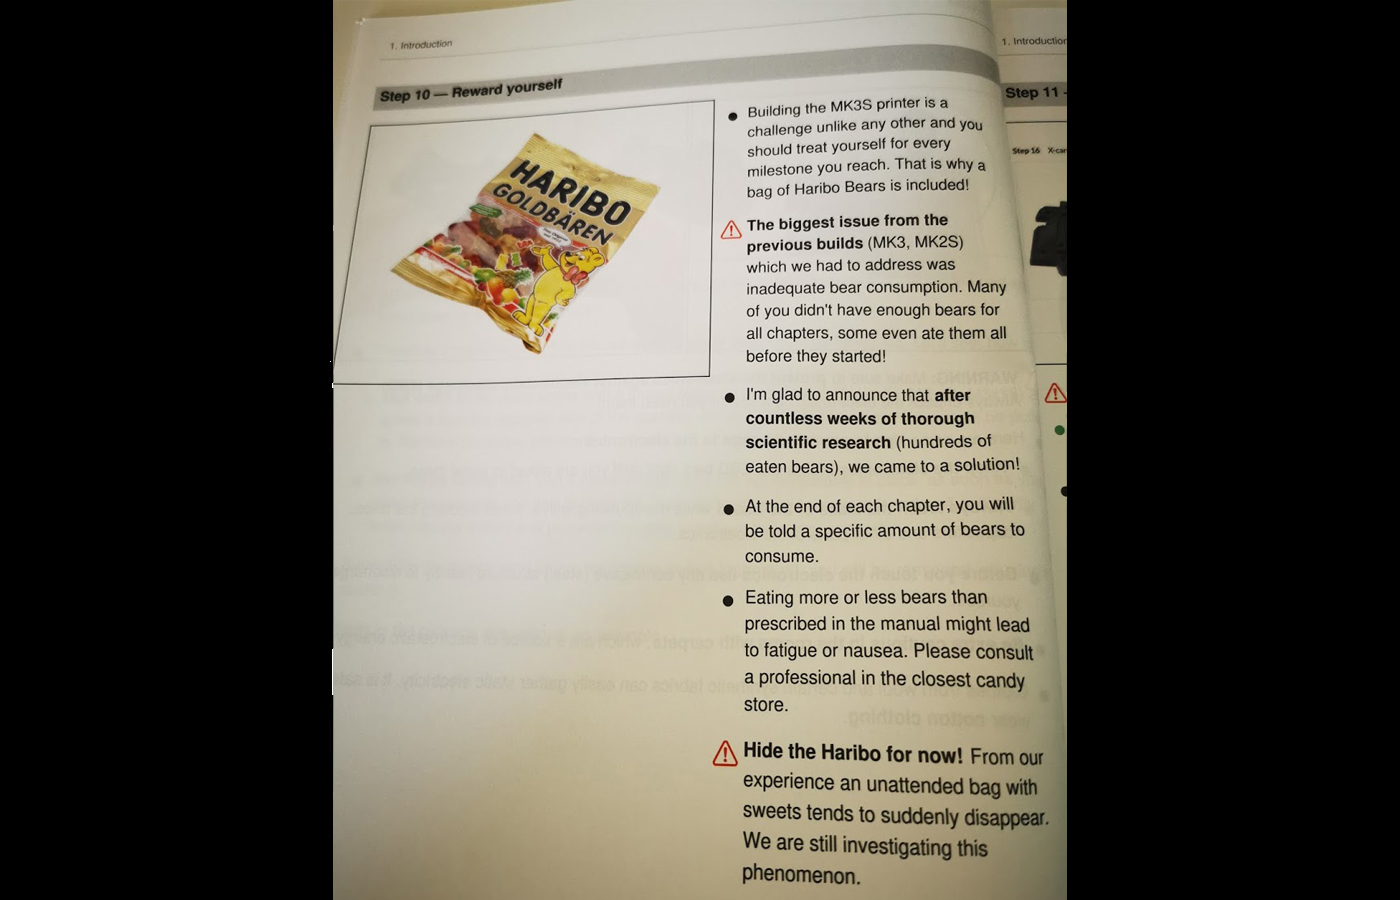 1. Introduction
Step 10 — Reward yourself
HARIBO
GOLDBÄREN
Building the MK3S printer is a
challenge unlike any other and you
should treat yourself for every
milestone you reach. That is why a
bag of Haribo Bears is included!
The biggest issue from the
previous builds (MK3, MK2S)
which we had to address was
inadequate bear consumption. Many
of you didn't have enough bears for
all chapters, some even ate them all
before they started!
I'm glad to announce that after
countless weeks of thorough
scientific research (hundreds of
eaten bears), we came to a solution!
At the end of each chapter, you will
be told a specific amount of bears to
consume.
Eating more or less bears than
prescribed in the manual might lead
to fatigue or nausea. Please consult
a professional in the closest candy
store.
Hide the Haribo for now! From our
experience an unattended bag with
sweets tends to suddenly disappear.
We are still investigating this
phenomenon.
1. Introduction
Step 11 -
Step 16 X-car